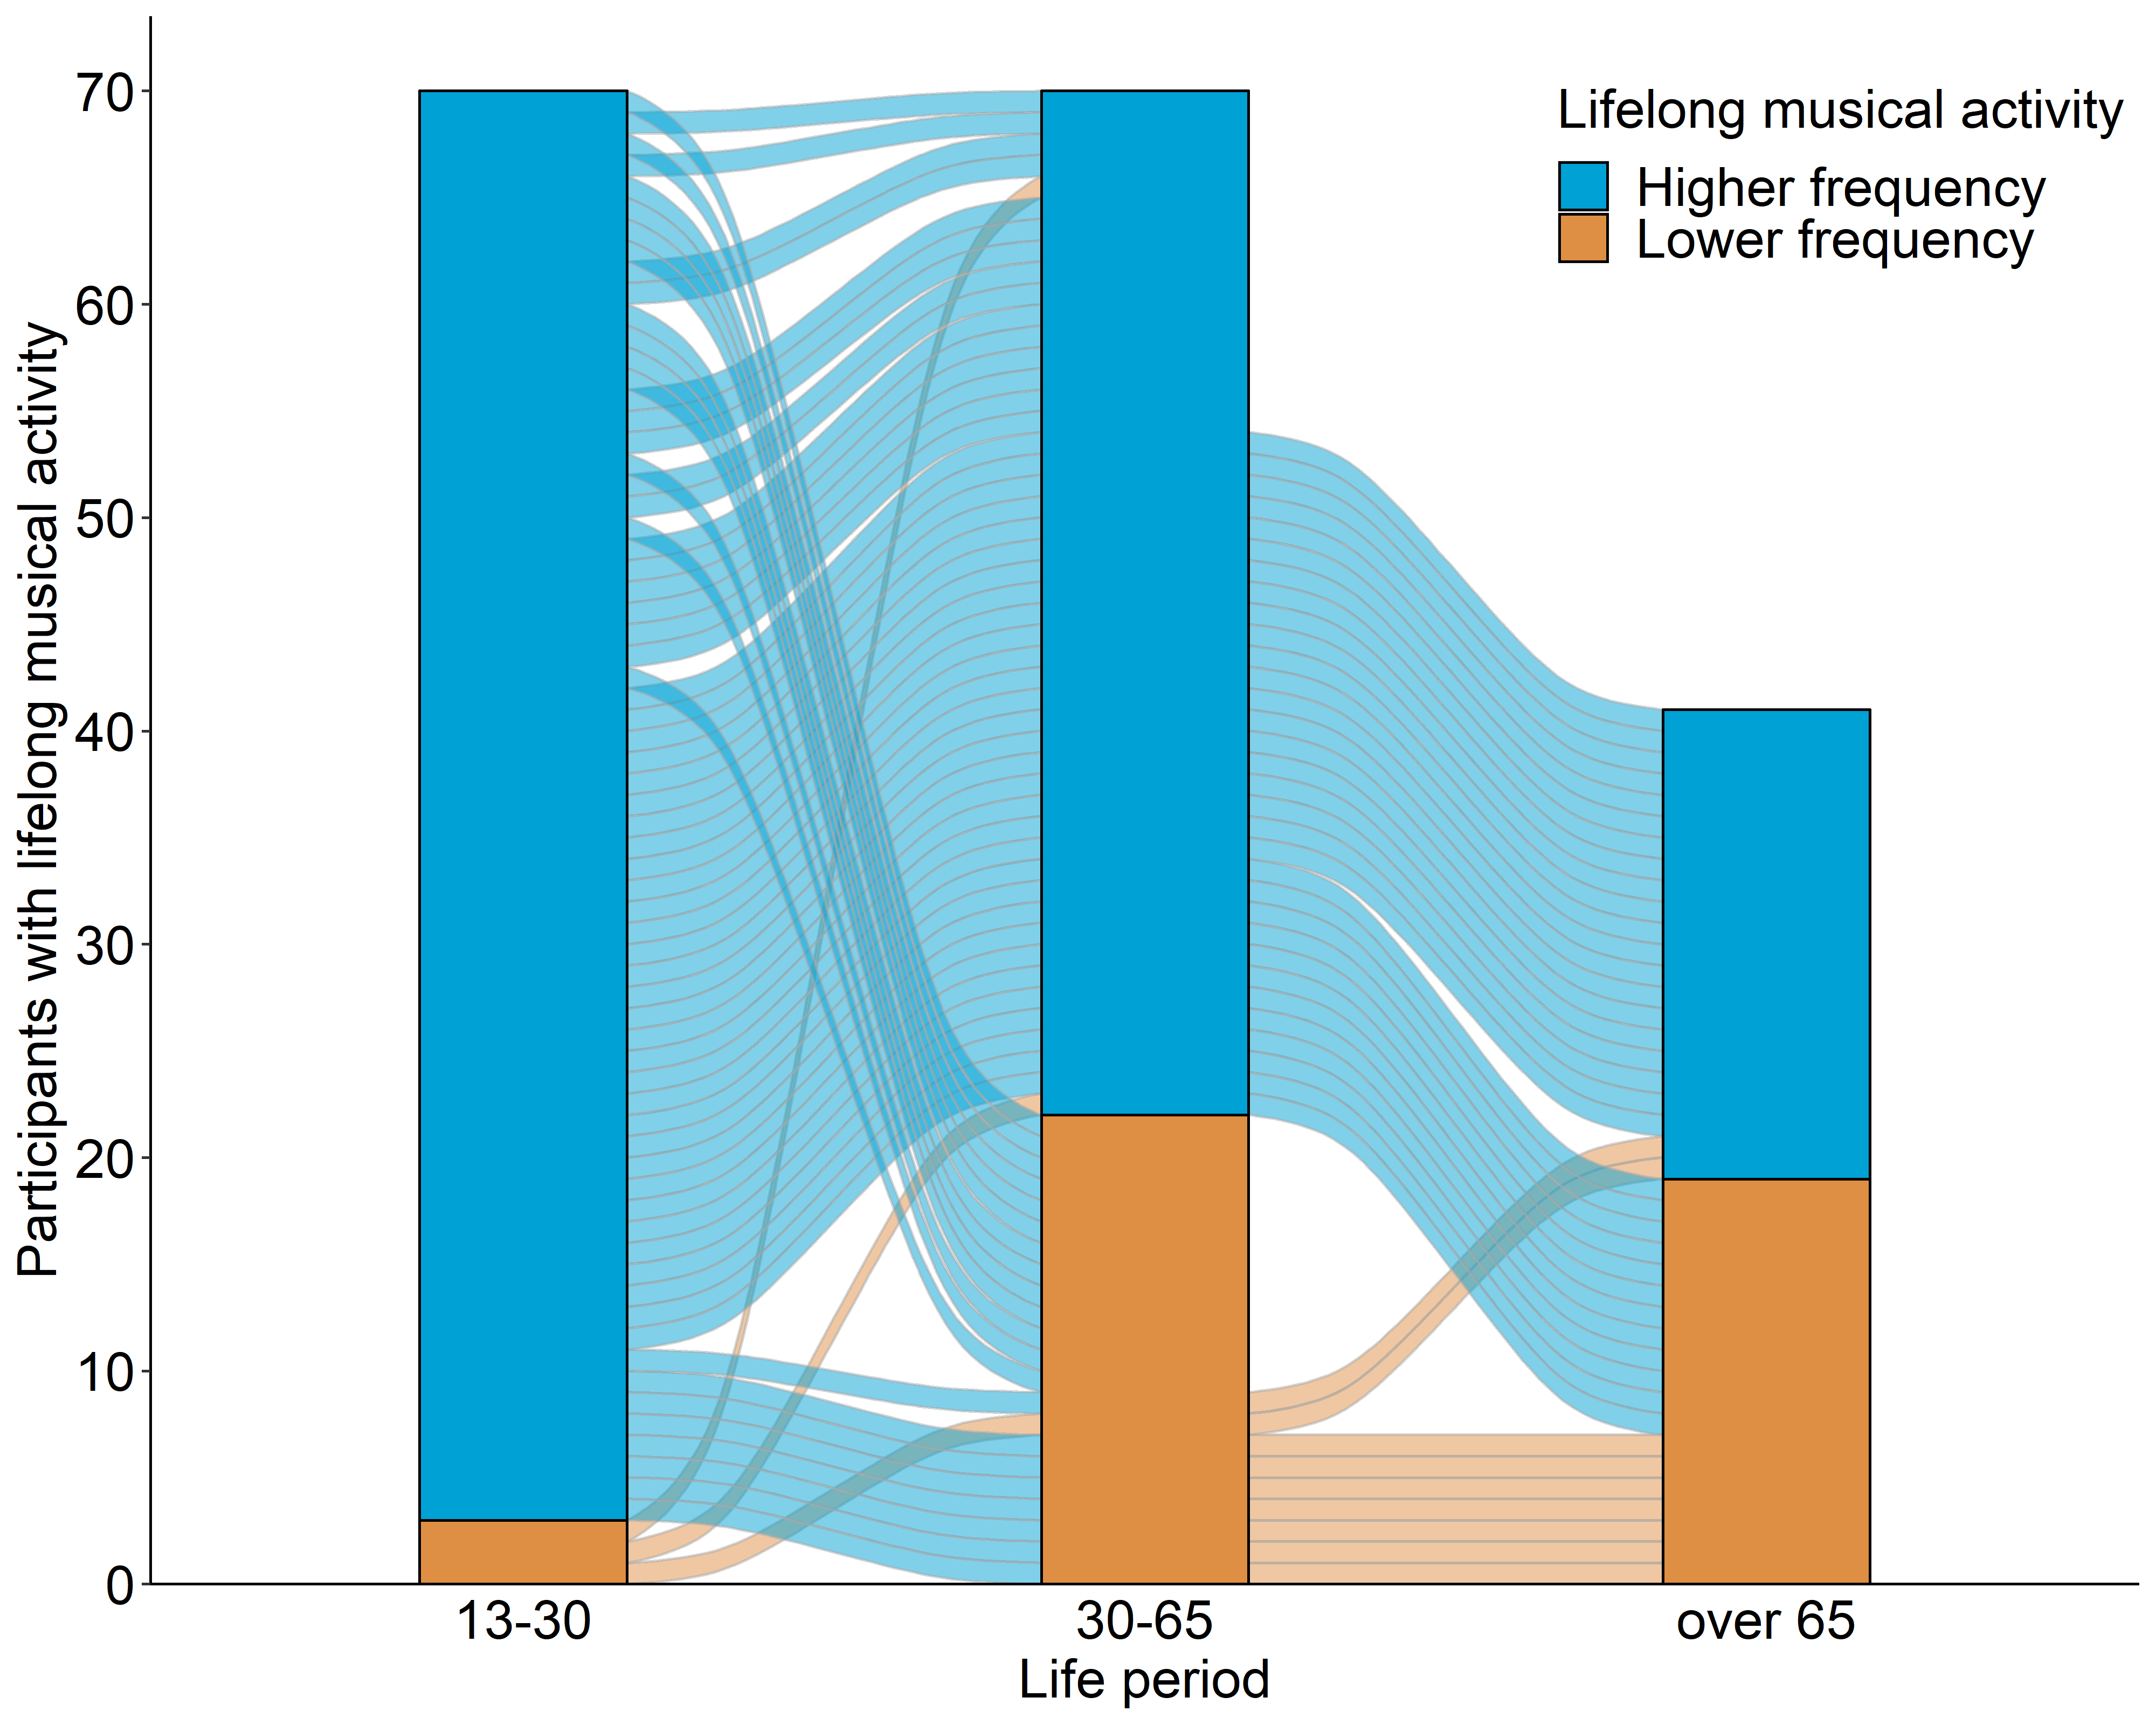 Lifelong musical activity
Higher frequency
Lower frequency
Participants with lifelong musical activity
70
60
50
40
30
20
10
0
13-30
30-65
over 65
Life period